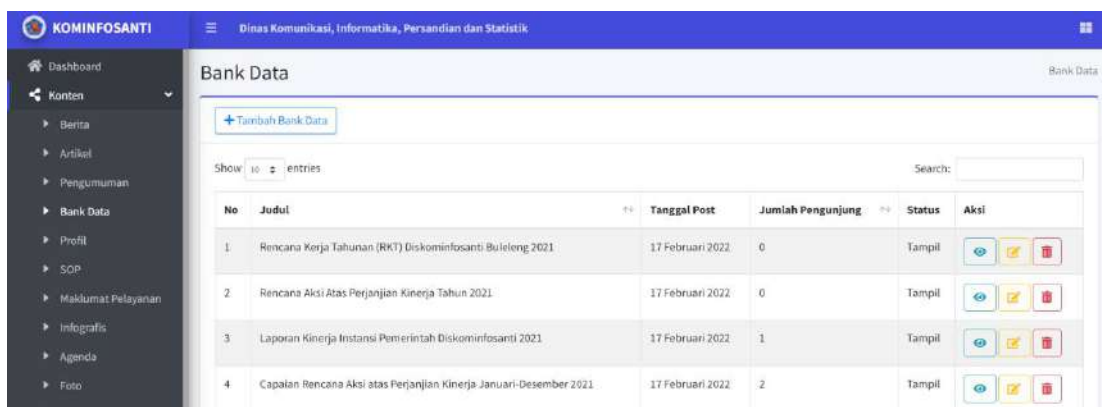 KOMINFOSANTI
Dinas Komunikasi, Informatika, Persandian dan Statistik
Dashboard
Konten
Berita
Artikel
Pengumuman
Bank Data
Profil
SOP
Maklumat Pelayanan
Infografis
Agenda
Foto
Bank Data
Bank Data
+ Tambah Bank Data
Show 10 entries
Search:
No Judul Tanggal Post Jumlah Pengunjung Status Aksi
1 Rencana Kerja Tahunan (RKT) Diskominfosanti Buleleng 2021 17 Februari 2022 0 Tampil
2 Rencana Aksi Atas Perjanjian Kinerja Tahun 2021 17 Februari 2022 0 Tampil
3 Laporan Kinerja Instansi Pemerintah Diskominfosanti 2021 17 Februari 2022 1 Tampil
4 Capaian Rencana Aksi atas Perjanjian Kinerja Januari-Desember 2021 17 Februari 2022 2 Tampil